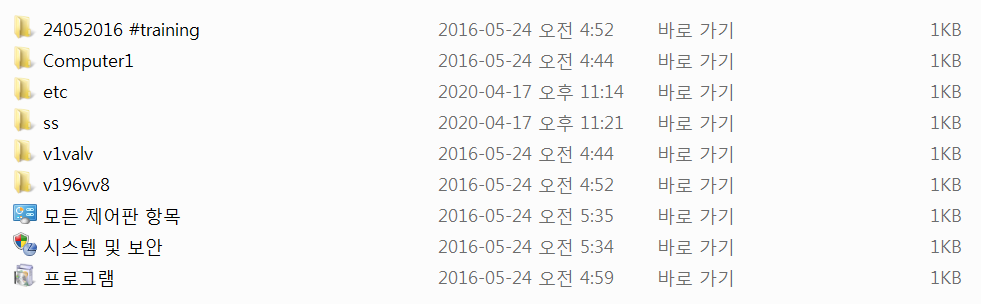 24052016 #training 2016-05-24 오전 4:52 바로 가기 1KB
Computer1 2016-05-24 오전 4:44 바로 가기 1KB
etc 2020-04-17 오후 11:14 바로 가기 1KB
ss 2020-04-17 오후 11:21 바로 가기 1KB
v1valv 2016-05-24 오전 4:44 바로 가기 1KB
v196vv8 2016-05-24 오전 4:52 바로 가기 1KB
모든 제어판 항목 2016-05-24 오전 5:35 바로 가기 1KB
시스템 및 보안 2016-05-24 오전 5:34 바로 가기 1KB
프로그램 2016-05-24 오전 4:59 바로 가기 1KB